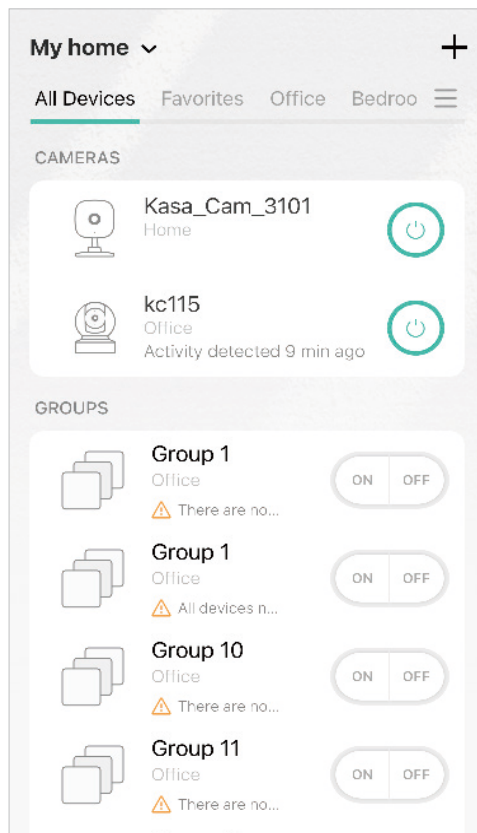 My home
All Devices Favorites Office Bedroo
CAMERAS
Kasa_Cam_3101
Home
kc115
Office
Activity detected 9 min ago
GROUPS
Group 1
Office
ON OFF
There are no...
Group 1
Office
ON OFF
All devices n...
Group 10
Office
ON OFF
There are no...
Group 11
Office
ON OFF
There are no...